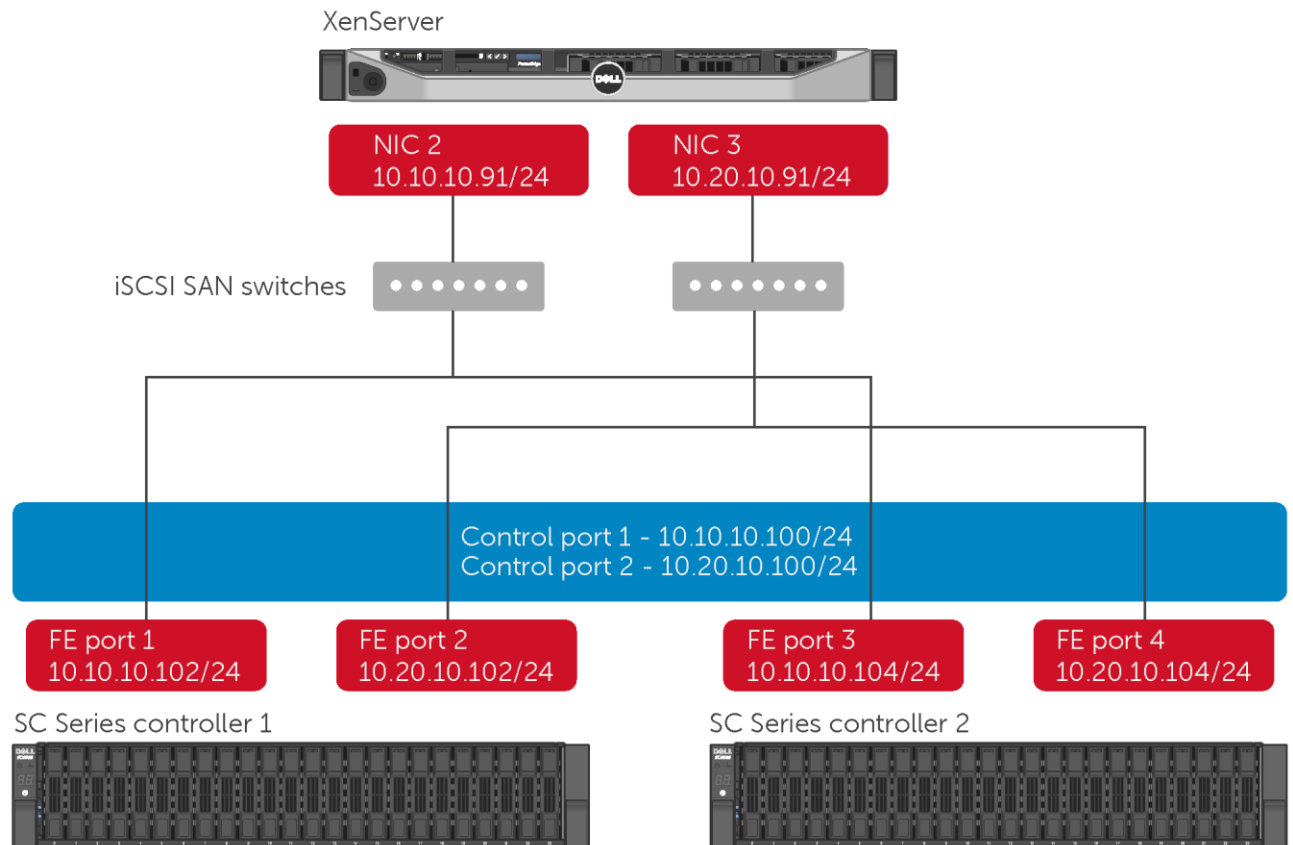 XenServer
DELL
NIC 2
10.10.10.91/24
NIC 3
10.20.10.91/24
iSCSI SAN switches
Control port 1 - 10.10.10.100/24
Control port 2 - 10.20.10.100/24
FE port 1
10.10.10.102/24
FE port 2
10.20.10.102/24
FE port 3
10.10.10.104/24
FE port 4
10.20.10.104/24
SC Series controller 1
SC Series controller 2
DELL
DELL